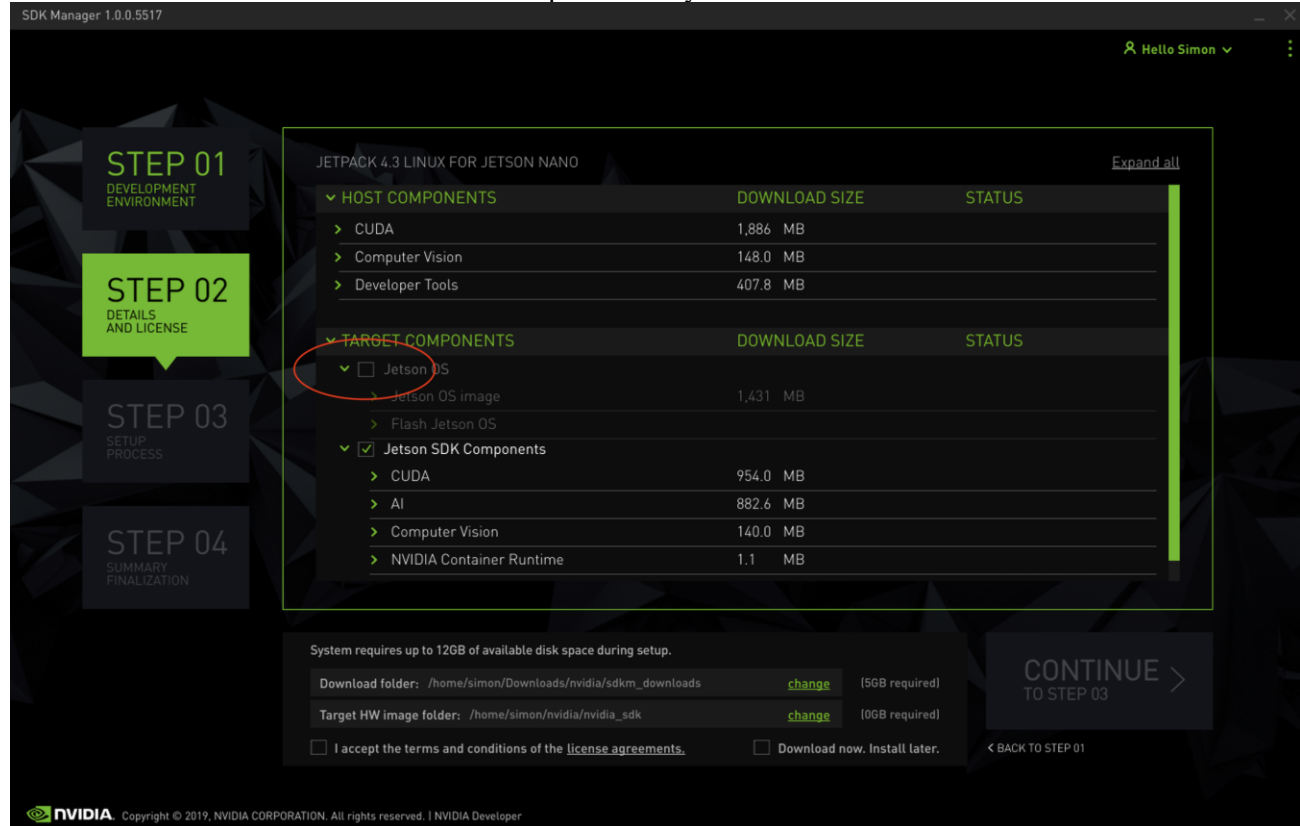 SDK Manager 1.0.0.5517
Hello Simon
STEP 01
DEVELOPMENT
ENVIRONMENT
STEP 02
DETAILS
AND LICENSE
STEP 03
SETUP
PROCESS
STEP 04
SUMMARY
FINALIZATION
JETPACK 4.3 LINUX FOR JETSON NANO Expand all
HOST COMPONENTS DOWNLOAD SIZE STATUS
CUDA 1,886 MB
Computer Vision 148.0 MB
Developer Tools 407.8 MB
TARGET COMPONENTS DOWNLOAD SIZE STATUS
Jetson OS
Jetson OS image 1,431 MB
Flash Jetson OS
Jetson SDK Components
CUDA 954.0 MB
AI 882.6 MB
Computer Vision 140.0 MB
NVIDIA Container Runtime 1.1 MB
System requires up to 12GB of available disk space during setup.
Download folder: /home/simon/Downloads/nvidia/sdkm_downloads change (5GB required)
Target HW image folder: /home/simon/nvidia/nvidia_sdk change (0GB required)
I accept the terms and conditions of the license agreements. Download now. Install later.
CONTINUE >
TO STEP 03
< BACK TO STEP 01
NVIDIA. Copyright © 2019, NVIDIA CORPORATION. All rights reserved. | NVIDIA Developer